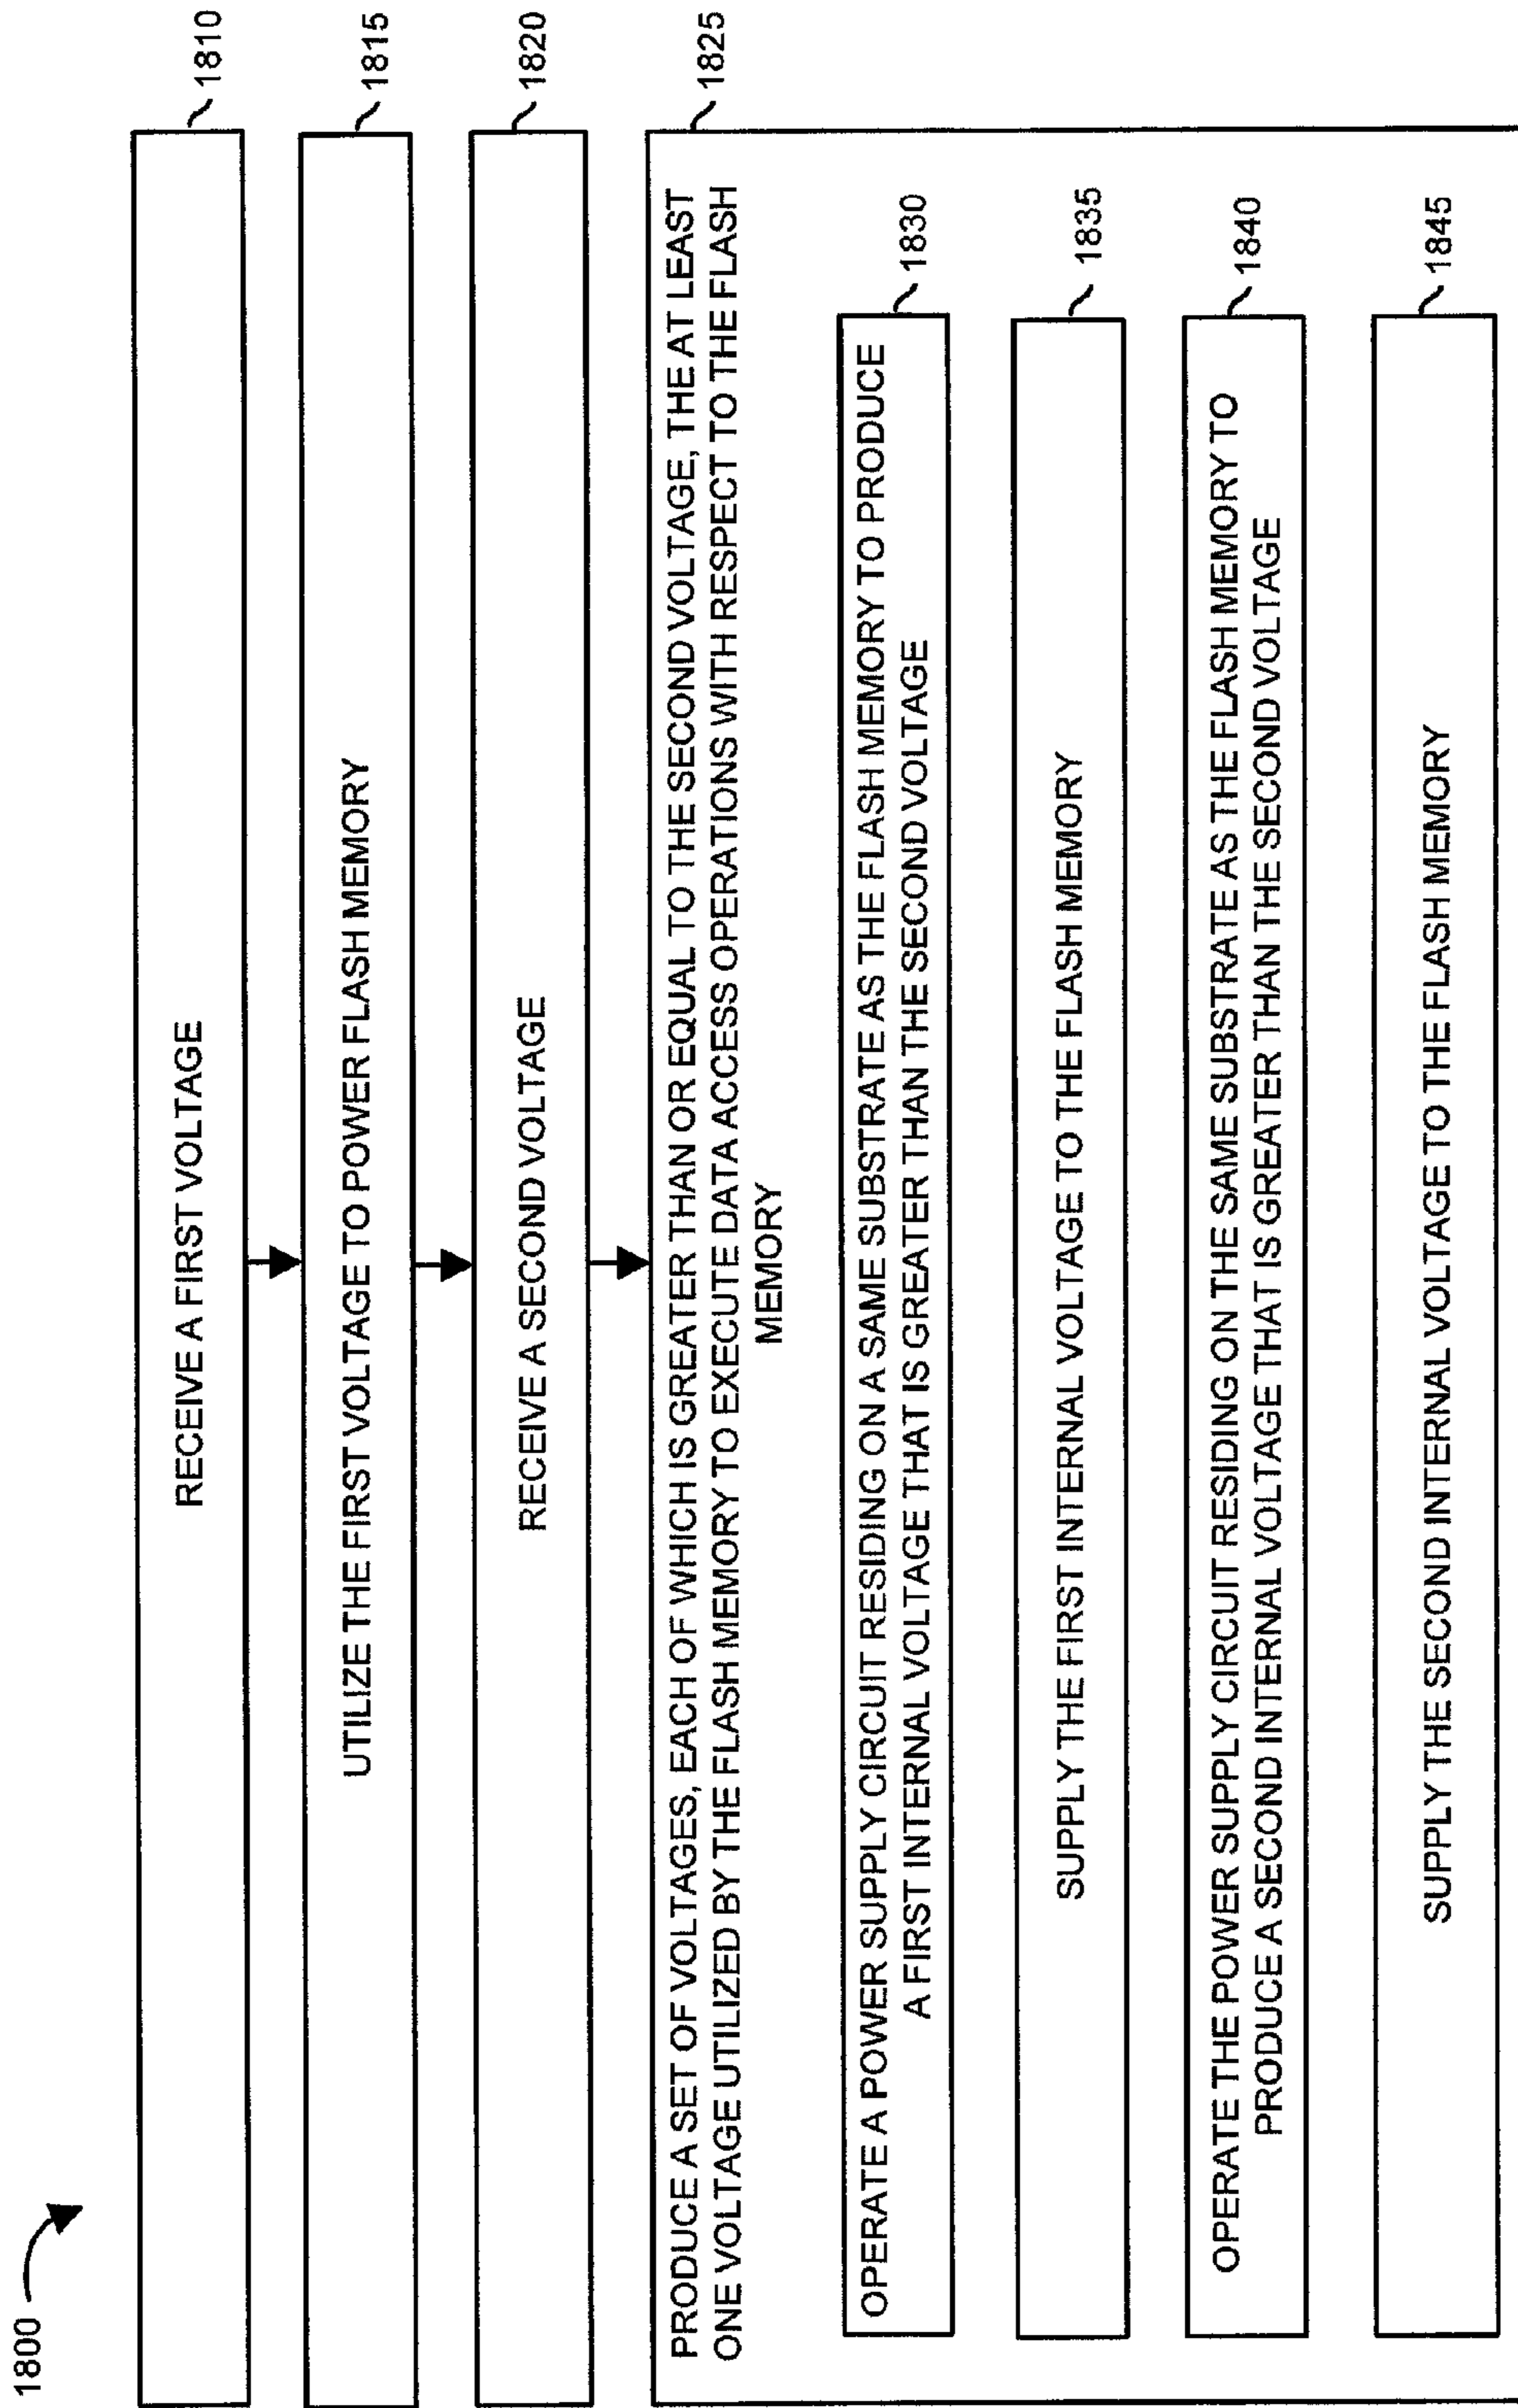 1800
RECEIVE A FIRST VOLTAGE
1810
UTILIZE THE FIRST VOLTAGE TO POWER FLASH MEMORY
1815
RECEIVE A SECOND VOLTAGE
1820
PRODUCE A SET OF VOLTAGES, EACH OF WHICH IS GREATER THAN OR EQUAL TO THE SECOND VOLTAGE, THE AT LEAST
ONE VOLTAGE UTILIZED BY THE FLASH MEMORY TO EXECUTE DATA ACCESS OPERATIONS WITH RESPECT TO THE FLASH
MEMORY
1825
OPERATE A POWER SUPPLY CIRCUIT RESIDING ON A SAME SUBSTRATE AS THE FLASH MEMORY TO PRODUCE
A FIRST INTERNAL VOLTAGE THAT IS GREATER THAN THE SECOND VOLTAGE
1830
SUPPLY THE FIRST INTERNAL VOLTAGE TO THE FLASH MEMORY
1835
OPERATE THE POWER SUPPLY CIRCUIT RESIDING ON THE SAME SUBSTRATE AS THE FLASH MEMORY TO
PRODUCE A SECOND INTERNAL VOLTAGE THAT IS GREATER THAN THE SECOND VOLTAGE
1840
SUPPLY THE SECOND INTERNAL VOLTAGE TO THE FLASH MEMORY
1845